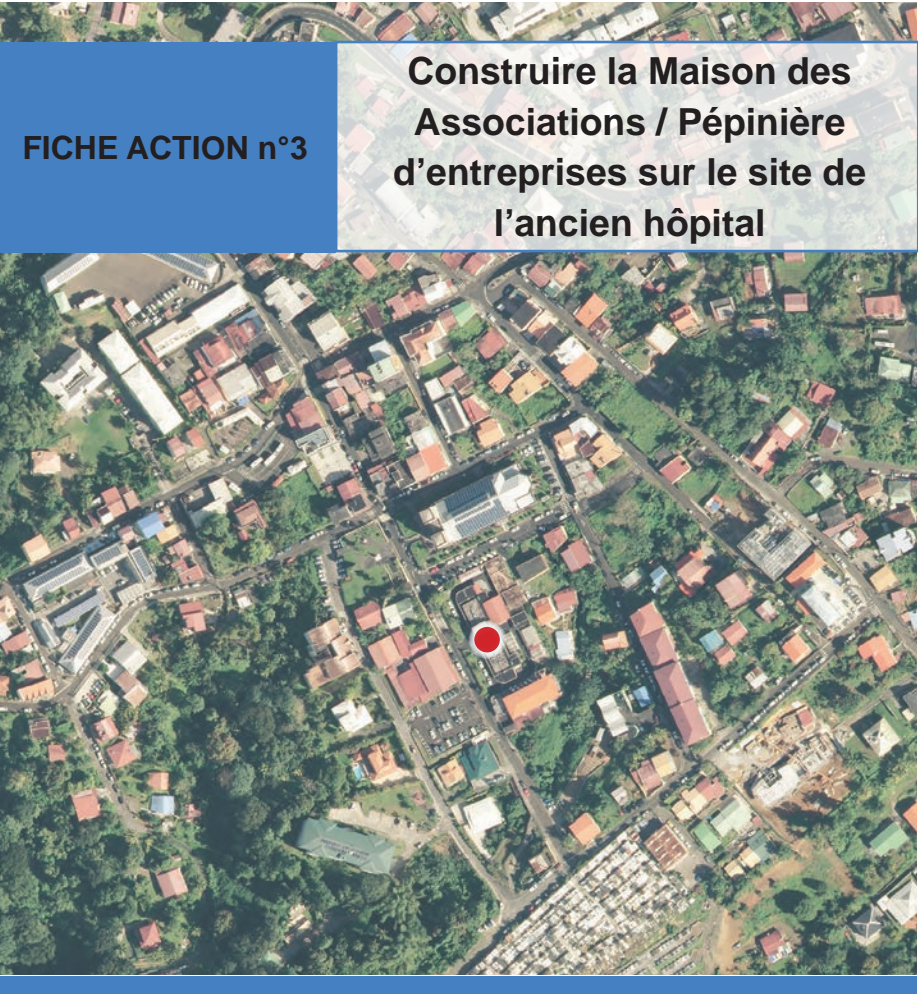 FICHE ACTION n°3
Construire la Maison des
Associations / Pépinière
d’entreprises sur le site de
l’ancien hôpital